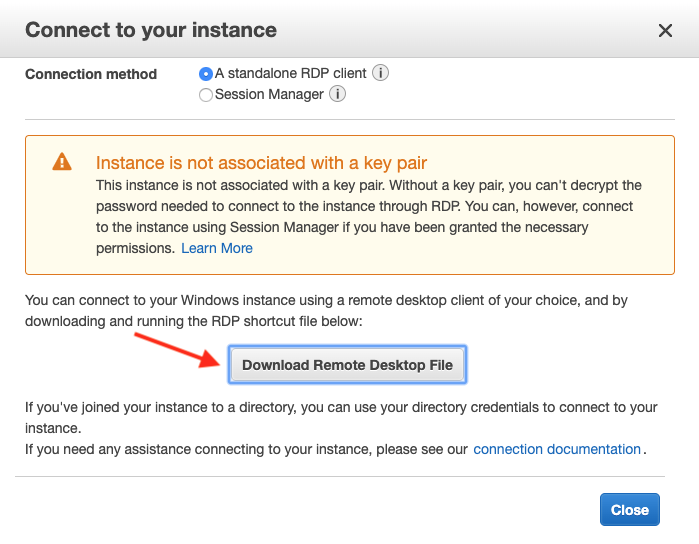 Connect to your instance
Connection method
A standalone RDP client
Session Manager
Instance is not associated with a key pair
This instance is not associated with a key pair. Without a key pair, you can't decrypt the
password needed to connect to the instance through RDP. You can, however, connect
to the instance using Session Manager if you have been granted the necessary
permissions. Learn More
You can connect to your Windows instance using a remote desktop client of your choice, and by
downloading and running the RDP shortcut file below:
Download Remote Desktop File
If you've joined your instance to a directory, you can use your directory credentials to connect to your
instance.
If you need any assistance connecting to your instance, please see our connection documentation .
Close